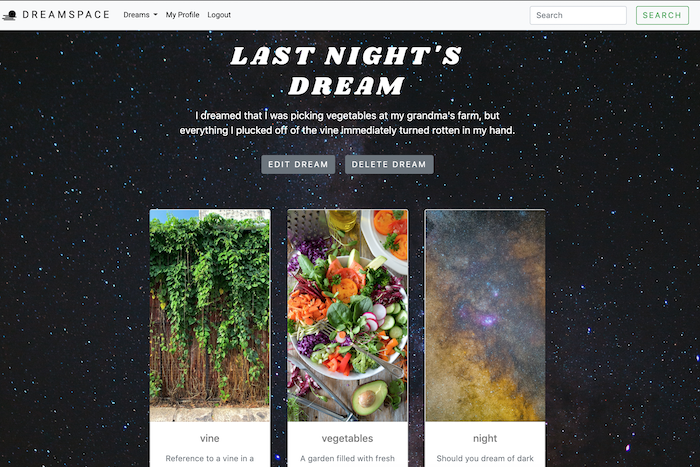 DREAMSPACE Dreams My Profile Logout Search SEARCH
LAST NIGHT'S
DREAM
I dreamed that I was picking vegetables at my grandma's farm, but
everything I plucked off of the vine immediately turned rotten in my hand.
EDIT DREAM DELETE DREAM
vine vegetables night
Reference to a vine in a A garden filled with fresh Should you dream of dark